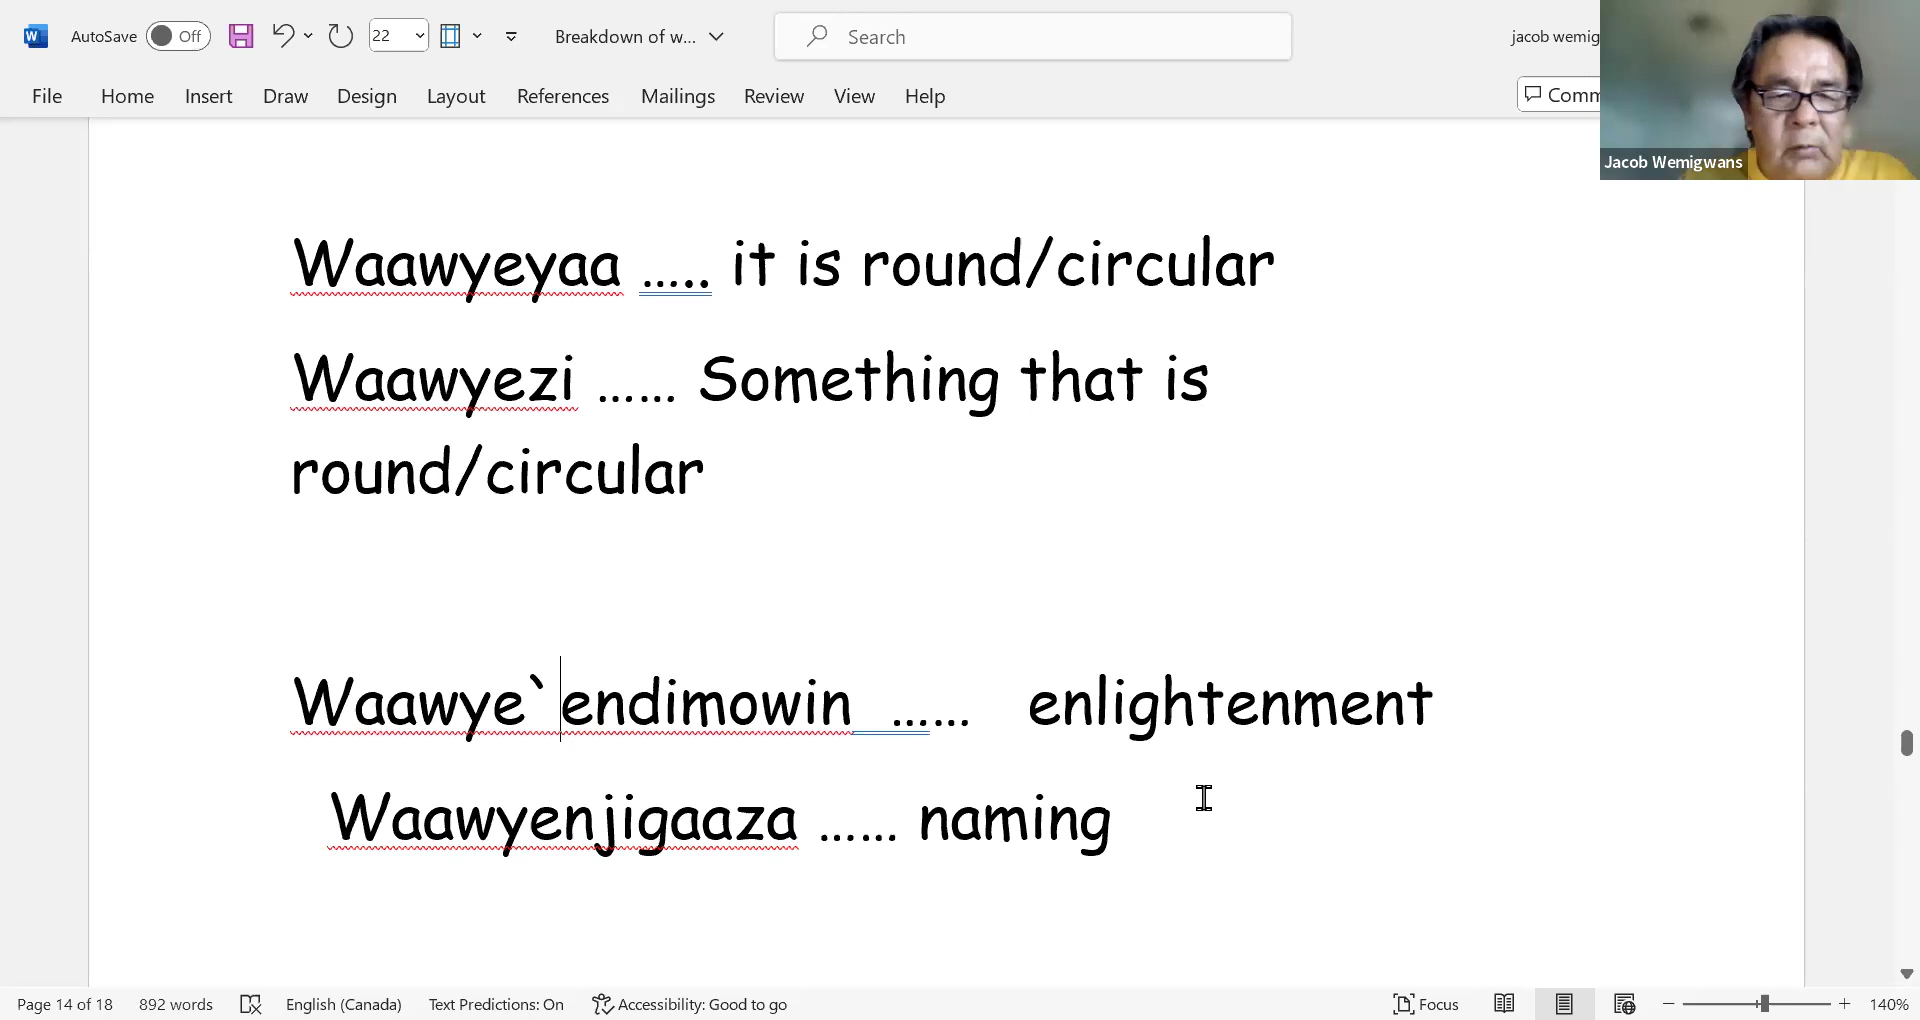 AutoSave Off 22 Breakdown of w... Search jacob wemig
File Home Insert Draw Design Layout References Mailings Review View Help Comm
Jacob Wemigwans
Waawyeyaa ..... it is round/circular
Waawyezi ...... Something that is
round/circular
Waawye`endimowin ...... enlightenment
Waawyenjigaaza ...... naming
Page 14 of 18 892 words English (Canada) Text Predictions: On Accessibility: Good to go Focus 140%